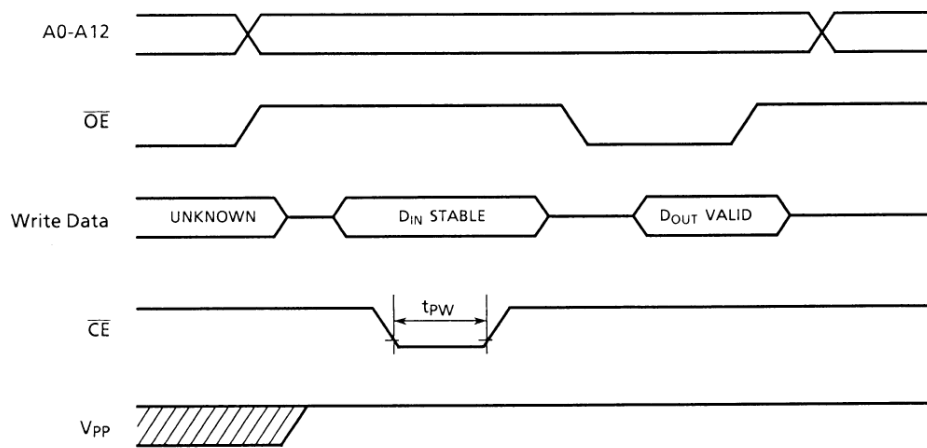 A0-A12
OE
Write Data UNKNOWN DIN STABLE DOUT VALID
CE tPW
VPP